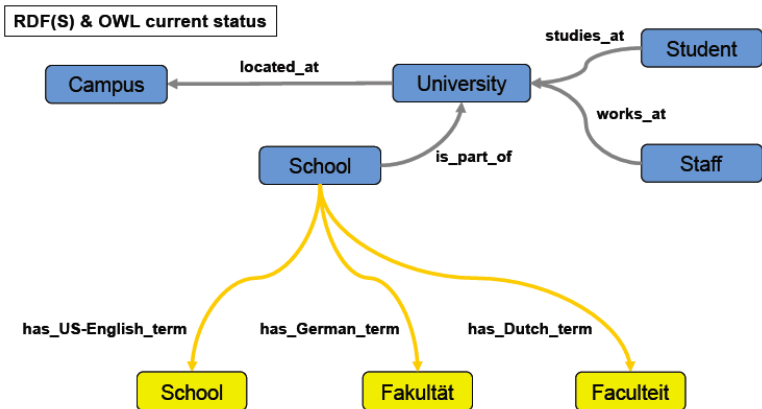 RDF(S) & OWL current status
studies_at
Student
located_at
Campus
University
works_at
School
is_part_of
Staff
has_US-English_term
has_German_term
has_Dutch_term
School
Fakultät
Faculteit